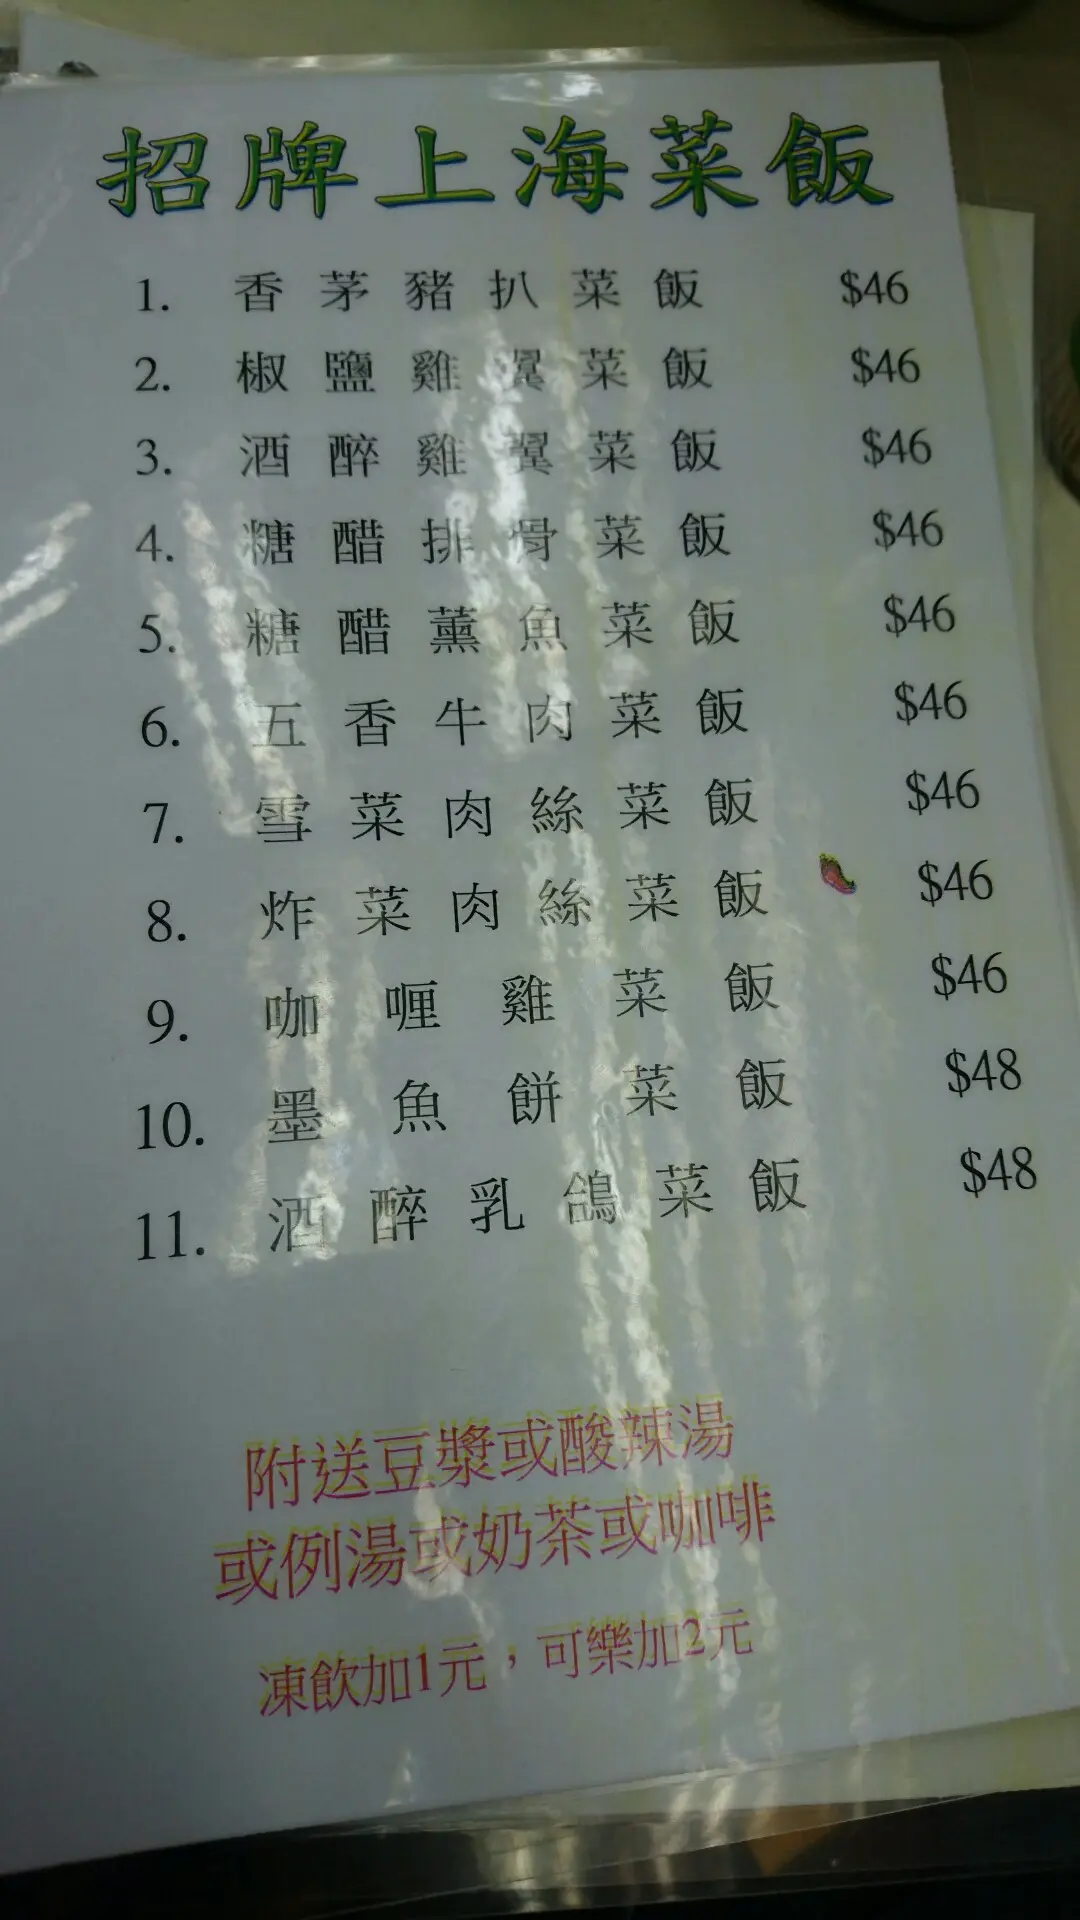 招牌上海菜飯
1. 香茅豬扒菜飯 $46
2. 椒鹽雞翼菜飯 $46
3. 酒醉雞翼菜飯 $46
4. 糖醋排骨菜飯 $46
5. 糖醋薰魚菜飯 $46
6. 五香牛肉菜飯 $46
7. 雪菜肉絲菜飯 $46
8. 炸菜肉絲菜飯 $46
9. 咖喱雞菜飯 $46
10. 墨魚餅菜飯 $48
11. 酒醉乳鴿菜飯 $48
附送豆漿或酸辣湯
或例湯或奶茶或咖啡
凍飲加1元，可樂加2元